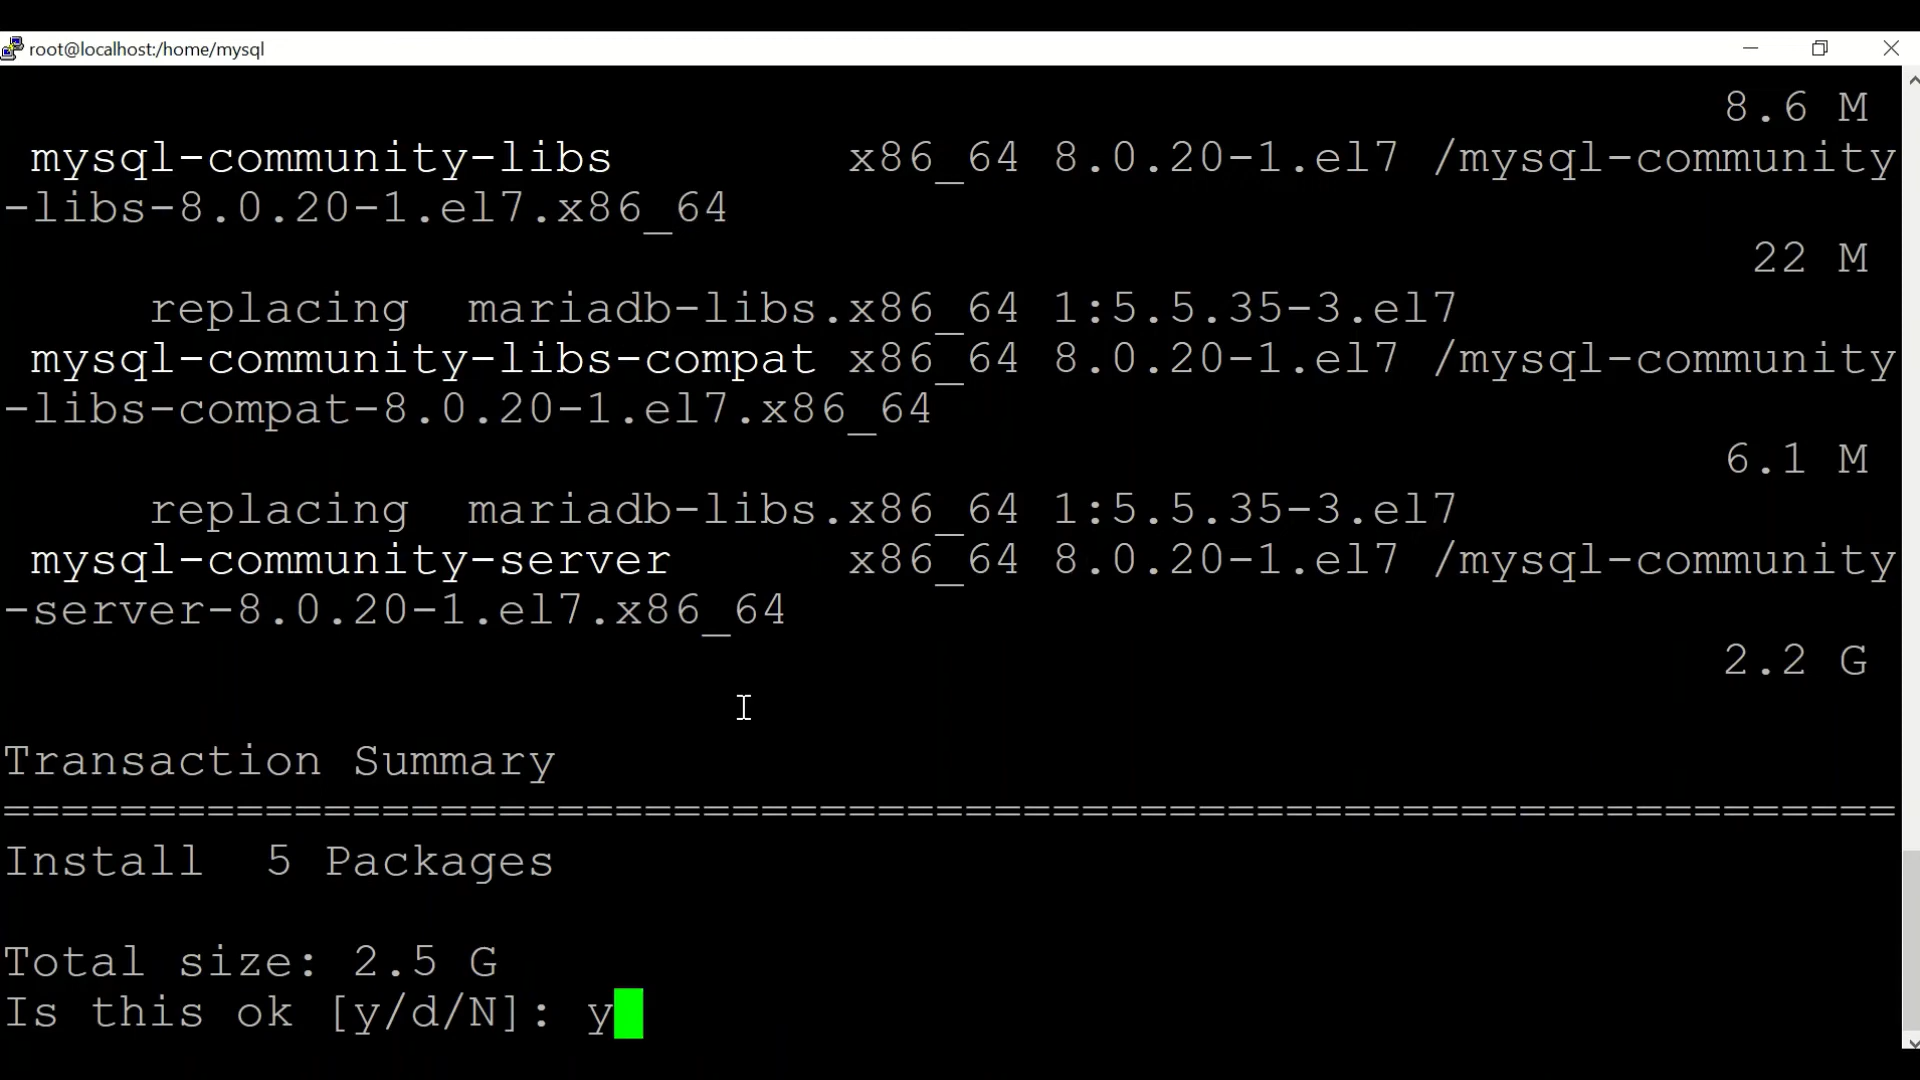 root@localhost:/home/mysql
8.6 M
mysql-community-libs x86_64 8.0.20-1.el7 /mysql-community
-libs-8.0.20-1.el7.x86_64
22 M
replacing mariadb-libs.x86_64 1:5.5.35-3.el7
mysql-community-libs-compat x86_64 8.0.20-1.el7 /mysql-community
-libs-compat-8.0.20-1.el7.x86_64
6.1 M
replacing mariadb-libs.x86_64 1:5.5.35-3.el7
mysql-community-server x86_64 8.0.20-1.el7 /mysql-community
-server-8.0.20-1.el7.x86_64
2.2 G
Transaction Summary
=================================================================
Install 5 Packages
Total size: 2.5 G
Is this ok [y/d/N]: y